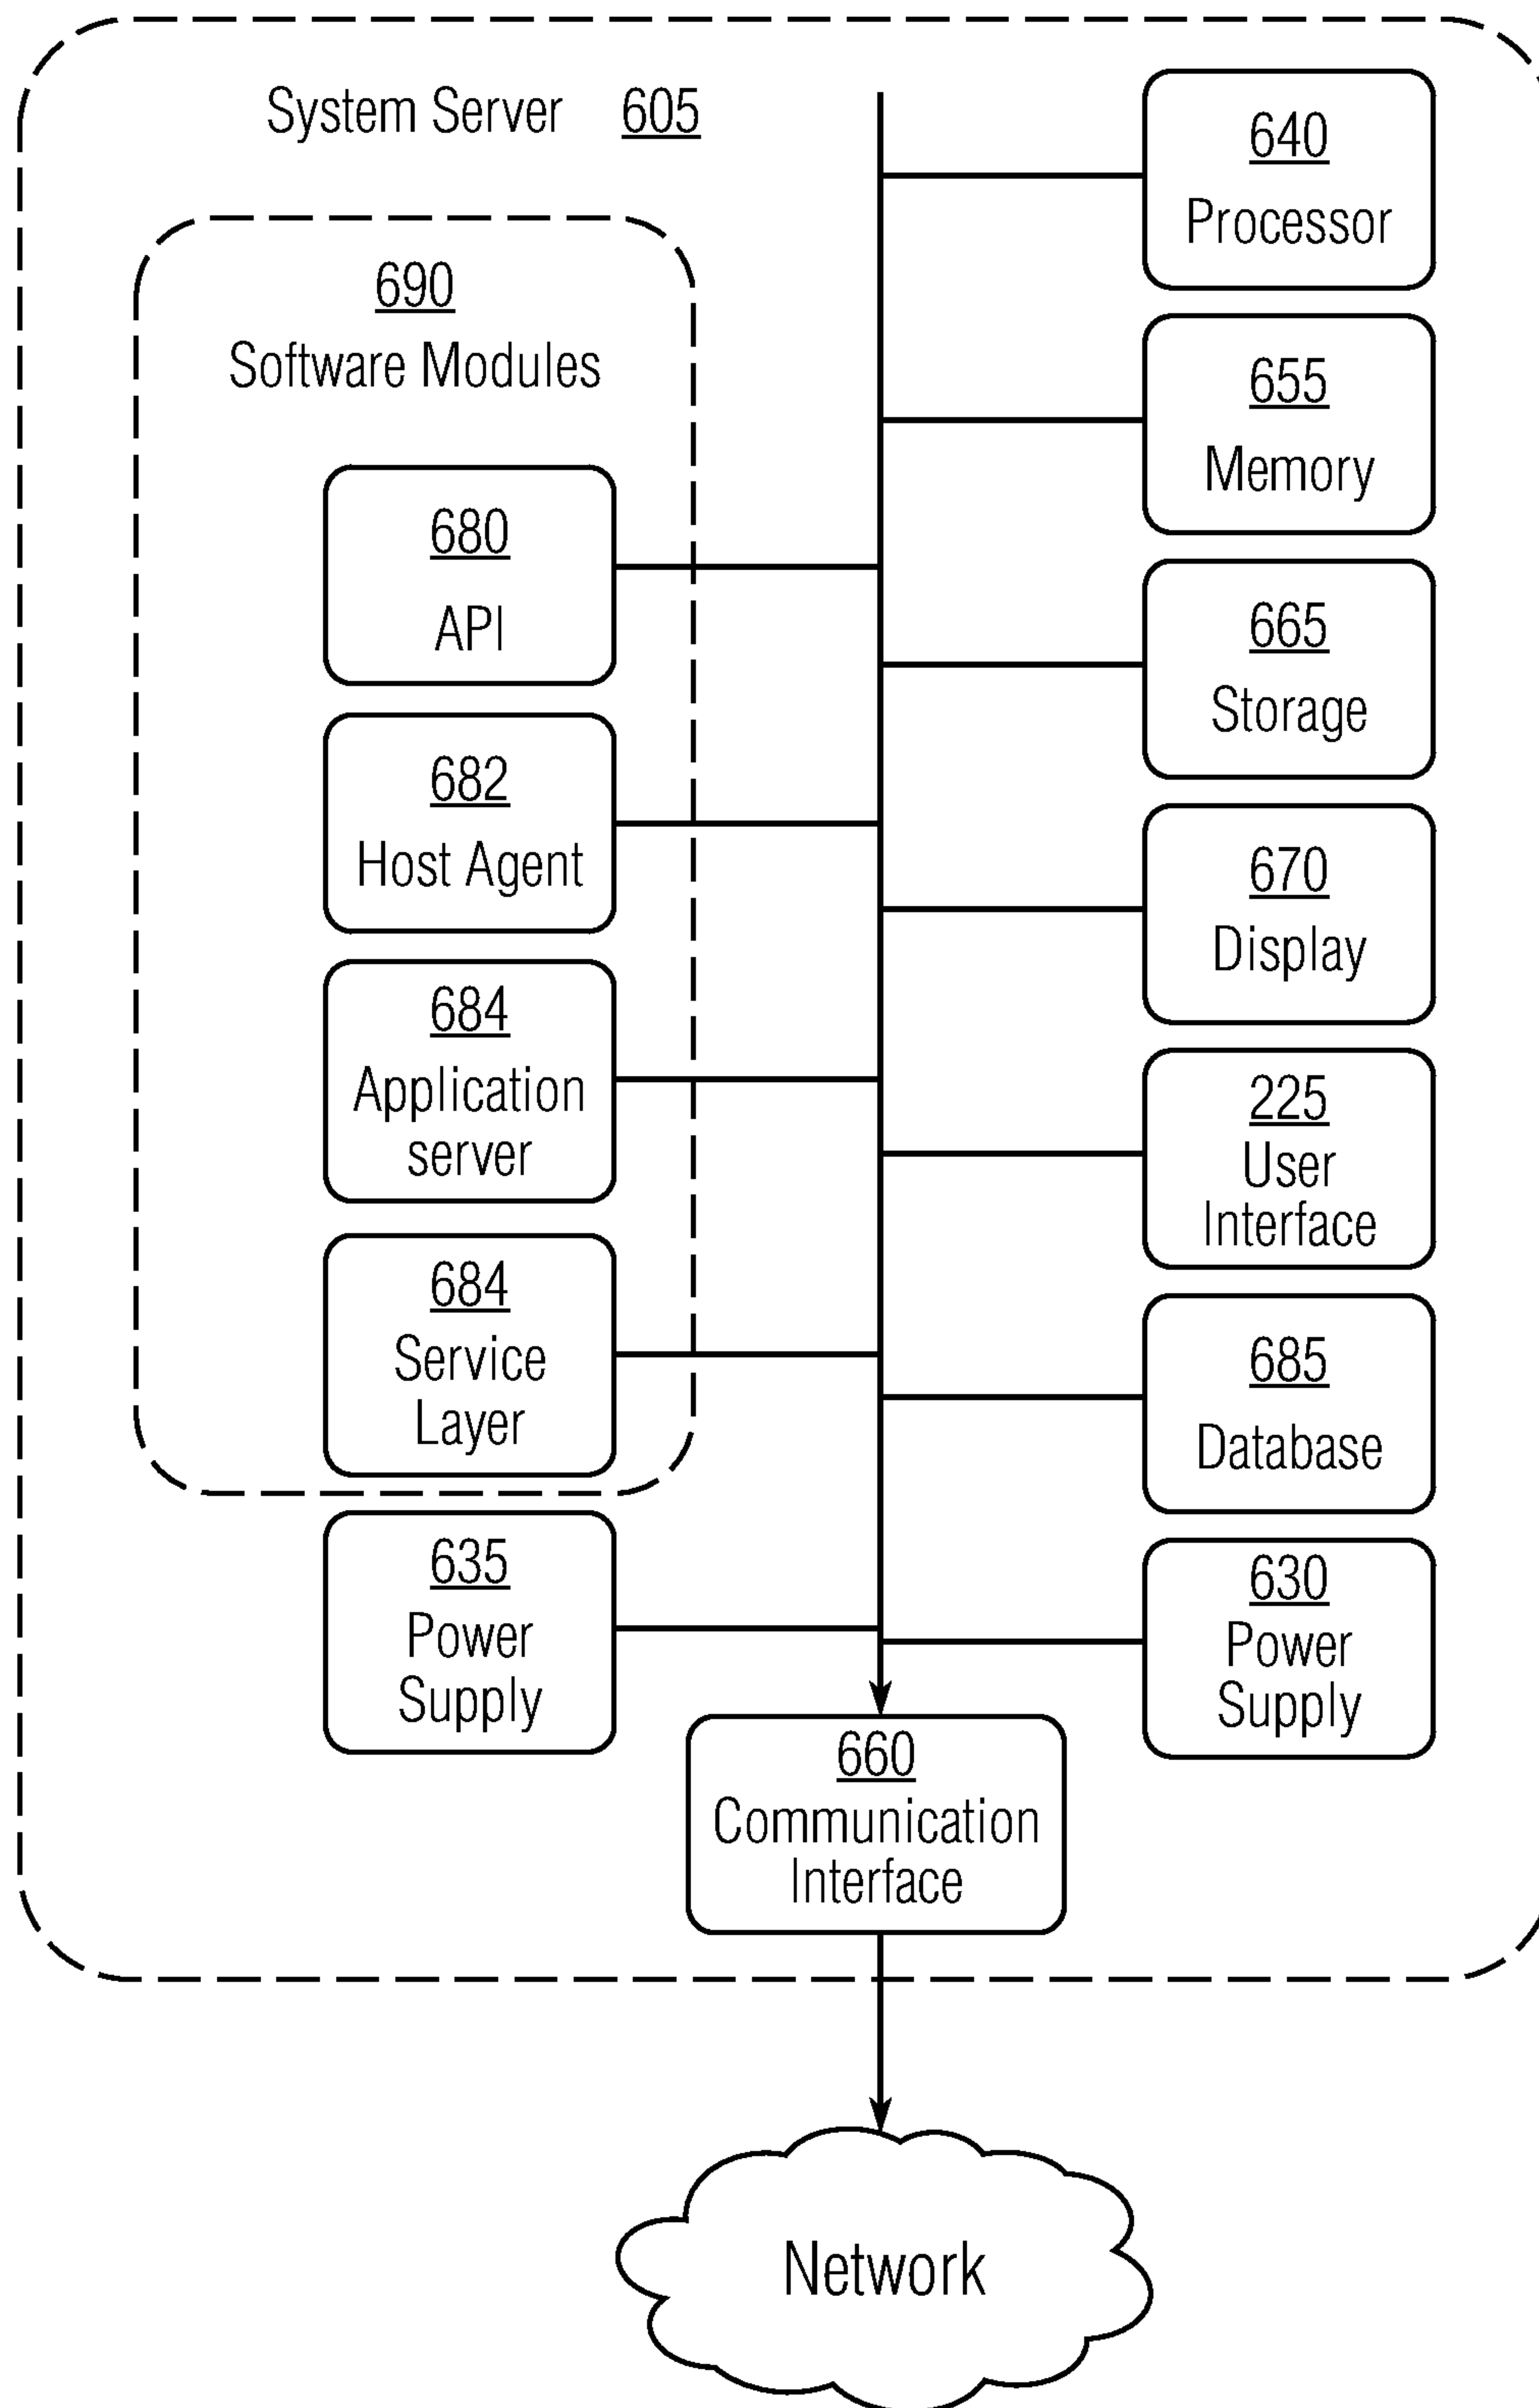 System Server 605
690
Software Modules
680
API
682
Host Agent
684
Application
server
684
Service
Layer
635
Power
Supply
640
Processor
655
Memory
665
Storage
670
Display
225
User
Interface
685
Database
630
Power
Supply
660
Communication
Interface
Network